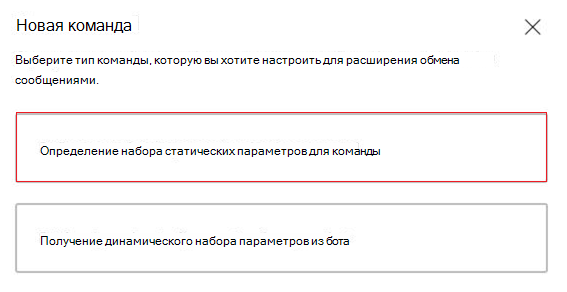 Новая команда
Выберите тип команды, которую вы хотите настроить для расширения обмена
сообщениями.
Определение набора статических параметров для команды
Получение динамического набора параметров из бота